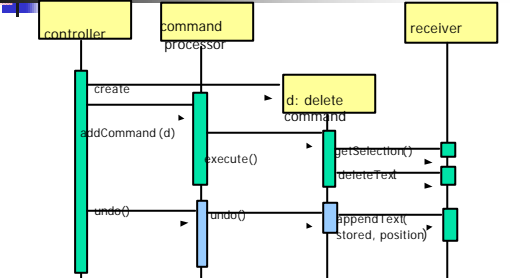 controller
command
processor
receiver
create
d: delete
command
addCommand (d)
execute()
getSelection()
deleteText
undo()
undo()
appendText(
stored, position)